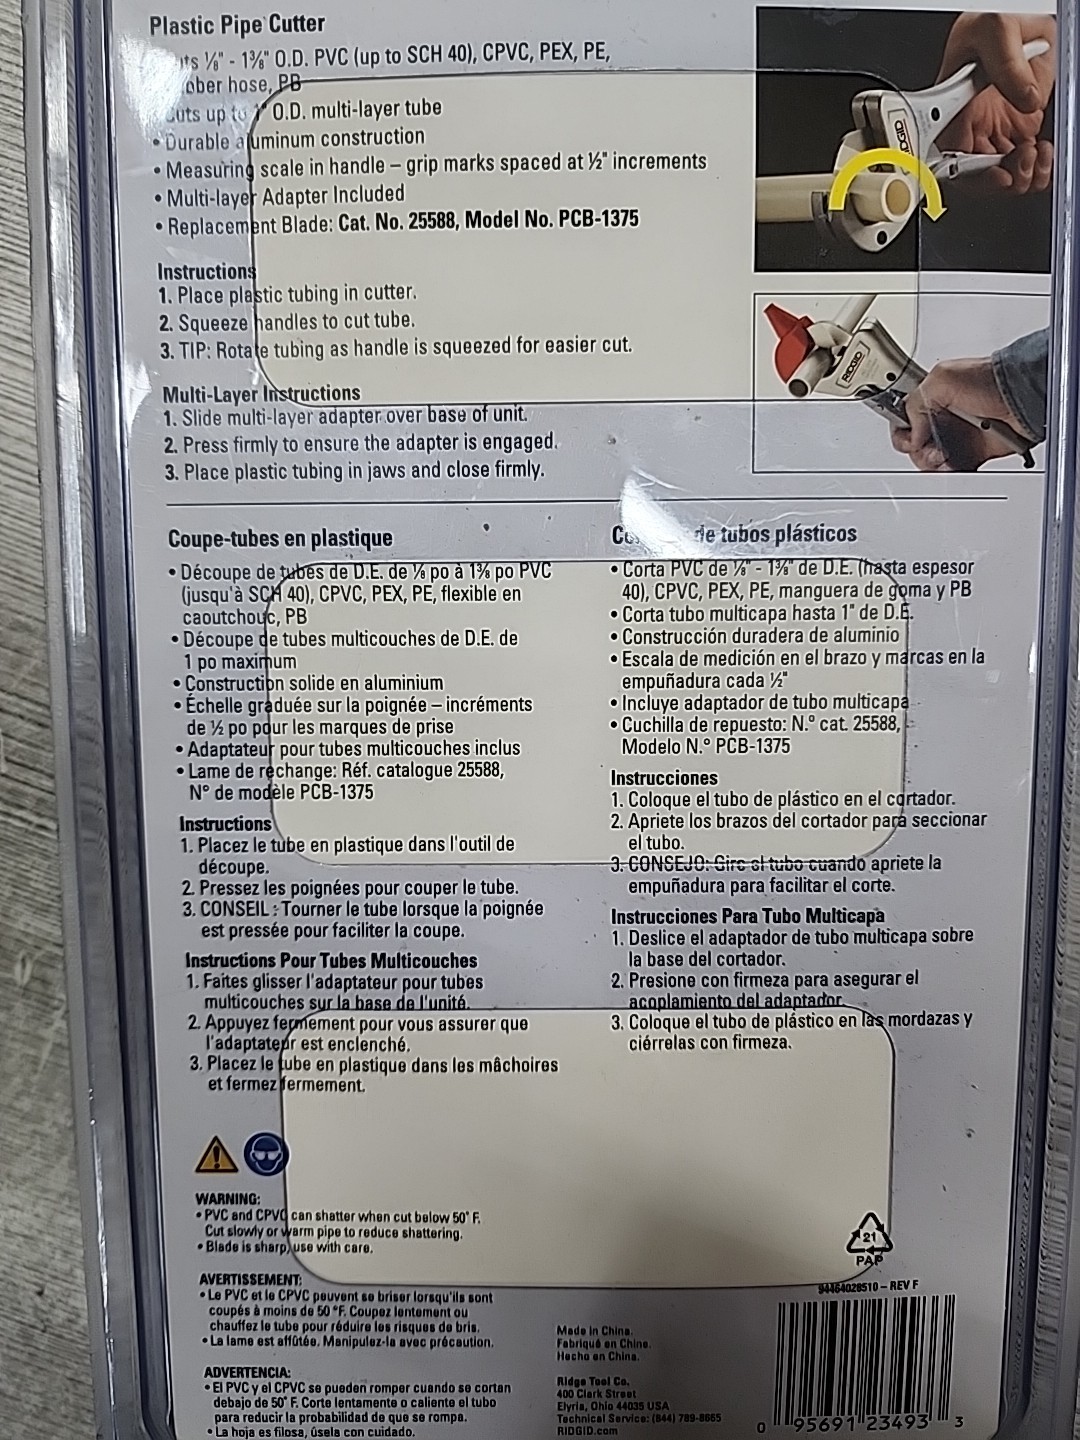 Plastic Pipe Cutter
⅛" - 1⅜" O.D. PVC (up to SCH 40), CPVC, PEX, PE,
hose, PB
Cuts up to 1" O.D. multi-layer tube
• Durable aluminum construction
• Measuring scale in handle – grip marks spaced at ½" increments
• Multi-layer Adapter Included
• Replacement Blade: Cat. No. 25588, Model No. PCB-1375
Instructions
1. Place plastic tubing in cutter.
2. Squeeze handles to cut tube.
3. TIP: Rotate tubing as handle is squeezed for easier cut.
Multi-Layer Instructions
1. Slide multi-layer adapter over base of unit.
2. Press firmly to ensure the adapter is engaged.
3. Place plastic tubing in jaws and close firmly.
RIDGID
RIDGID
Coupe-tubes en plastique
• Découpe de tubes de D.E. de ⅛ po à 1⅜ po PVC
(jusqu'à SCH 40), CPVC, PEX, PE, flexible en
caoutchouc, PB
• Découpe de tubes multicouches de D.E. de
1 po maximum
• Construction solide en aluminium
• Échelle graduée sur la poignée – incréments
de ½ po pour les marques de prise
• Adaptateur pour tubes multicouches inclus
• Lame de rechange: Réf. catalogue 25588,
N° de modèle PCB-1375
Instructions
1. Placez le tube en plastique dans l'outil de
découpe.
2. Pressez les poignées pour couper le tube.
3. CONSEIL : Tourner le tube lorsque la poignée
est pressée pour faciliter la coupe.
Instructions Pour Tubes Multicouches
1. Faites glisser l'adaptateur pour tubes
multicouches sur la base de l'unité.
2. Appuyez fermement pour vous assurer que
l'adaptateur est enclenché.
3. Placez le tube en plastique dans les mâchoires
et fermez fermement.
de tubos plásticos
• Corta PVC de ⅛" - 1⅜" de D.E. (hasta espesor
40), CPVC, PEX, PE, manguera de goma y PB
• Corta tubo multicapa hasta 1" de D.E.
• Construcción duradera de aluminio
• Escala de medición en el brazo y marcas en la
empuñadura cada ½"
• Incluye adaptador de tubo multicapa
• Cuchilla de repuesto: N.° cat. 25588,
Modelo N.° PCB-1375
Instrucciones
1. Coloque el tubo de plástico en el cortador.
2. Apriete los brazos del cortador para seccionar
el tubo.
3. CONSEJO: Gire el tubo cuando apriete la
empuñadura para facilitar el corte.
Instrucciones Para Tubo Multicapa
1. Deslice el adaptador de tubo multicapa sobre
la base del cortador.
2. Presione con firmeza para asegurar el
acoplamiento del adaptador.
3. Coloque el tubo de plástico en las mordazas y
ciérrelas con firmeza.
WARNING:
• PVC and CPVC can shatter when cut below 50° F.
Cut slowly or warm pipe to reduce shattering.
• Blade is sharp, use with care.
AVERTISSEMENT:
• Le PVC et le CPVC peuvent se briser lorsqu'ils sont
coupés à moins de 50 °F. Coupez lentement ou
chauffez le tube pour réduire les risques de bris.
• La lame est affûtée. Manipulez-la avec précaution.
ADVERTENCIA:
• El PVC y el CPVC se pueden romper cuando se cortan
debajo de 50° F. Corte lentamente o caliente el tubo
para reducir la probabilidad de que se rompa.
• La hoja es filosa, úsela con cuidado.
Made in China.
Fabriqué en Chine.
Hecho en China.
Ridge Tool Co.
400 Clark Street
Elyria, Ohio 44035 USA
Technical Service: (844) 789-8665
RIDGID.com
21
PAP
94464028510 – REV F
0 95691 23493 3